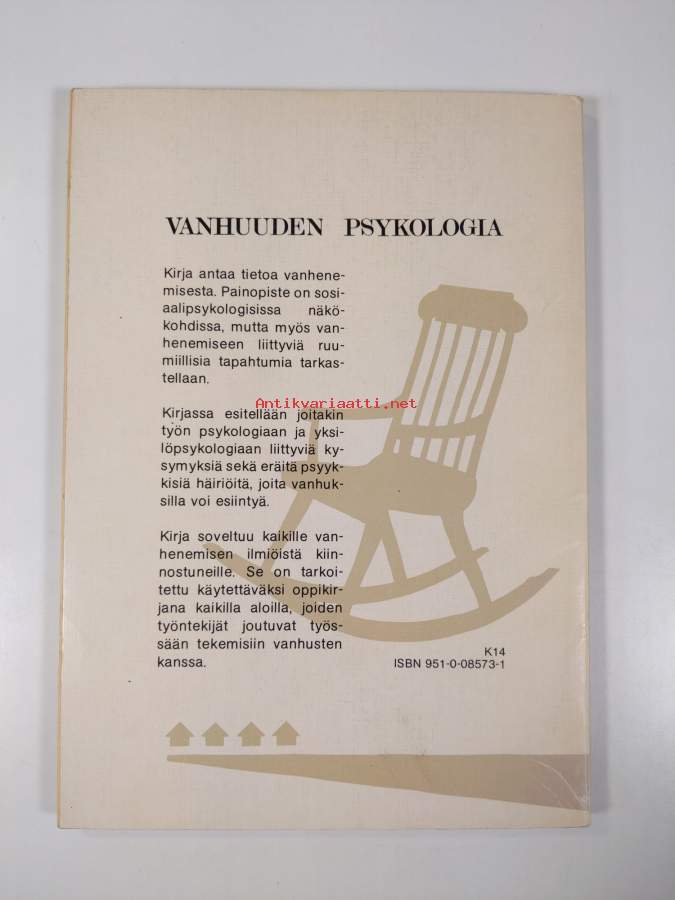 VANHUUDEN PSYKOLOGIA
Kirja antaa tietoa vanhene-
misesta. Painopiste on sosi-
aalipsykologisissa näkö-
kohdissa, mutta myös van-
henemiseen liittyviä ruu-
miillisia tapahtumia tarkas-
tellaan.
Antikvariaatti.net
Kirjassa esitellään joitakin
työn psykologiaan ja yksi-
löpsykologiaan liittyviä ky-
symyksiä sekä eräitä psyyk-
kisiä häiriöitä, joita vanhuk-
silla voi esiintyä.
Kirja soveltuu kaikille van-
henemisen ilmiöistä kiin-
nostuneille. Se on tarkoi-
tettu käytettäväksi oppikir-
jana kaikilla aloilla, joiden
työntekijät joutuvat työs-
sään tekemisiin vanhusten
kanssa.
K14
ISBN 951-0-08573-1